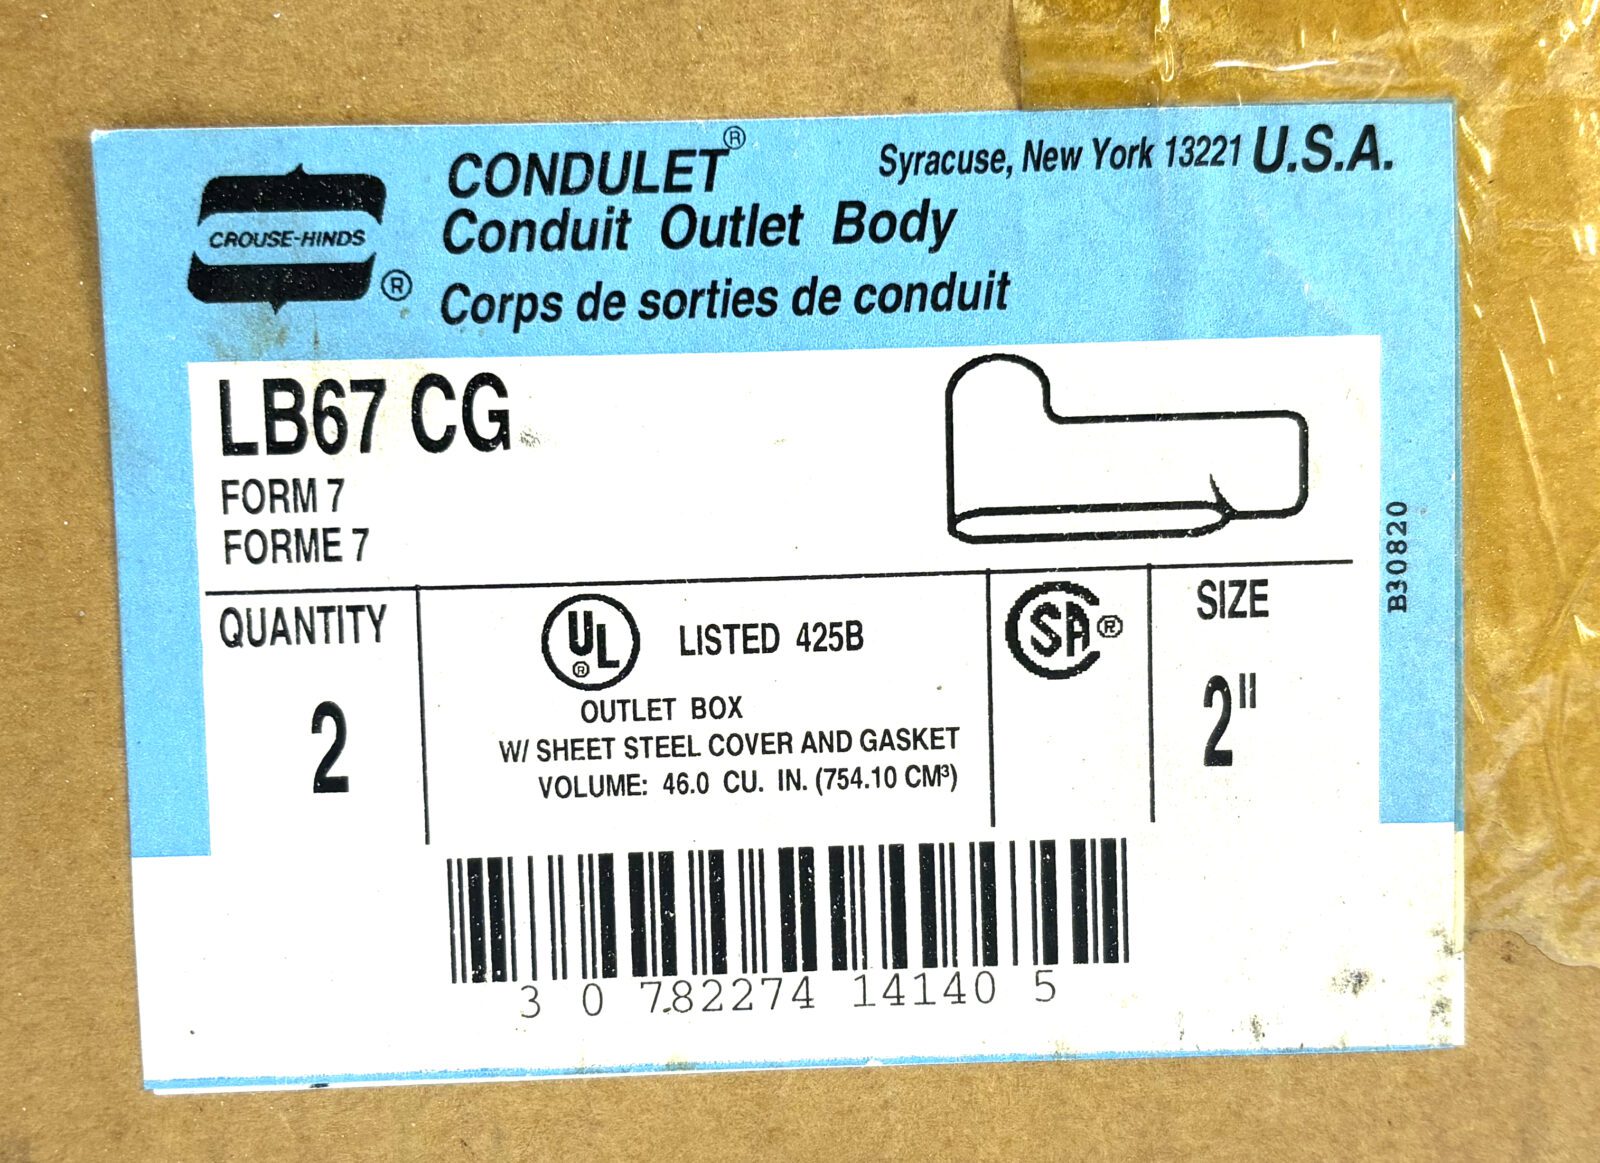 CROUSE-HINDS ®
CONDULET®
Conduit Outlet Body
Corps de sorties de conduit
Syracuse, New York 13221 U.S.A.
LB67 CG
FORM 7
FORME 7
B30820
QUANTITY
2
UL ® LISTED 425B
OUTLET BOX
W/ SHEET STEEL COVER AND GASKET
VOLUME: 46.0 CU. IN. (754.10 CM³)
SA ®
SIZE
2"
3 0 782274 14140 5